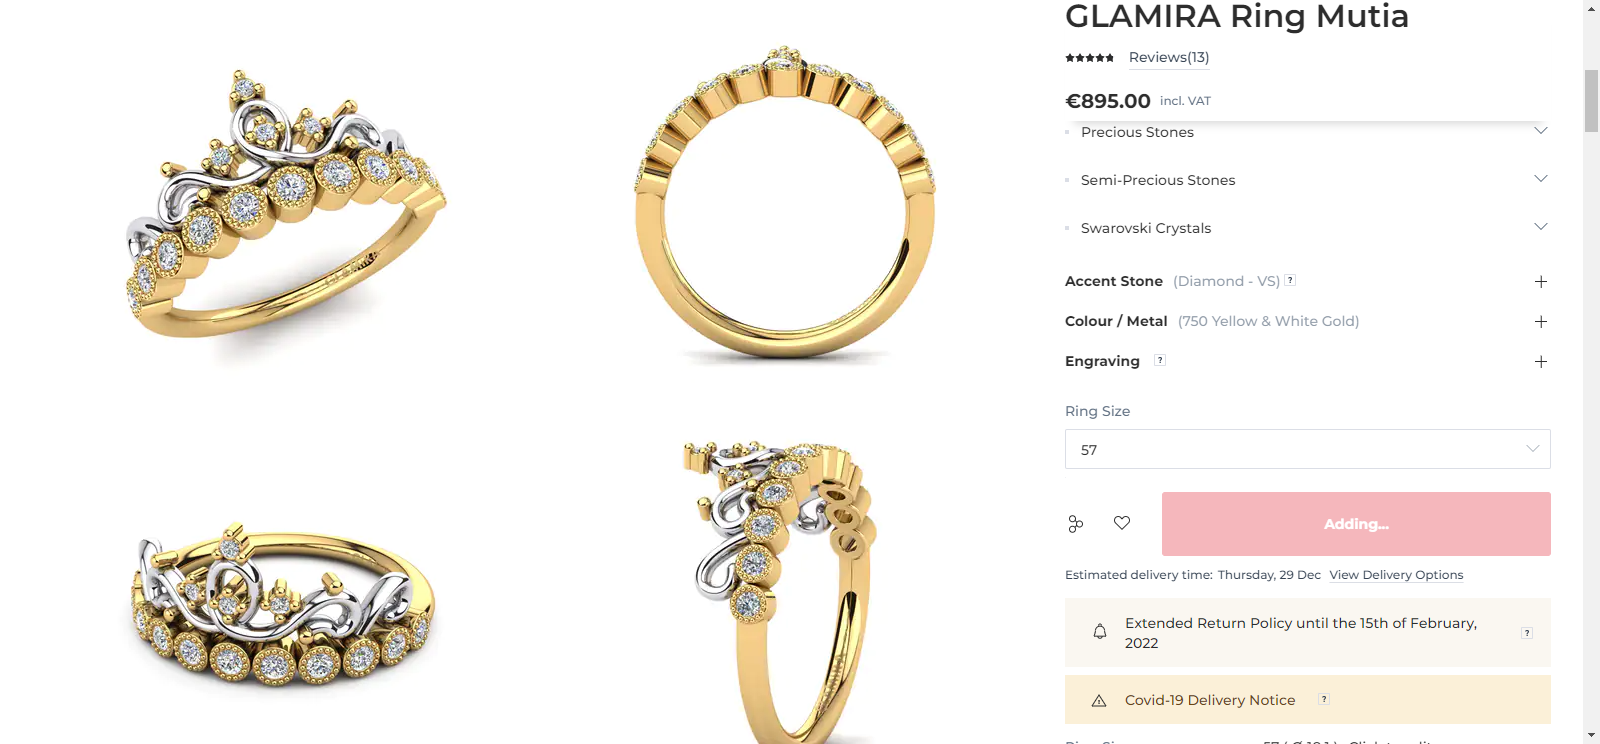 GLAMIRA Ring Mutia
Reviews(13)
€895.00 incl. VAT
Precious Stones
Semi-Precious Stones
Swarovski Crystals
Accent Stone (Diamond - VS) ?
Colour / Metal (750 Yellow & White Gold)
Engraving ?
Ring Size
57
Adding...
Estimated delivery time: Thursday, 29 Dec View Delivery Options
Extended Return Policy until the 15th of February,
2022
?
Covid-19 Delivery Notice ?